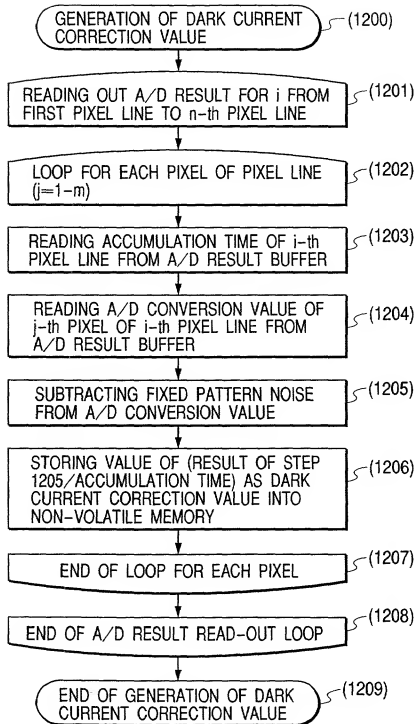 GENERATION OF DARK CURRENT
CORRECTION VALUE
(1200)
READING OUT A/D RESULT FOR i FROM
FIRST PIXEL LINE TO n-th PIXEL LINE
(1201)
LOOP FOR EACH PIXEL OF PIXEL LINE
(j=1-m)
(1202)
READING ACCUMULATION TIME OF i-th
PIXEL LINE FROM A/D RESULT BUFFER
(1203)
READING A/D CONVERSION VALUE OF
j-th PIXEL OF i-th PIXEL LINE FROM
A/D RESULT BUFFER
(1204)
SUBTRACTING FIXED PATTERN NOISE
FROM A/D CONVERSION VALUE
(1205)
STORING VALUE OF (RESULT OF STEP
1205/ACCUMULATION TIME) AS DARK
CURRENT CORRECTION VALUE INTO
NON-VOLATILE MEMORY
(1206)
END OF LOOP FOR EACH PIXEL
(1207)
END OF A/D RESULT READ-OUT LOOP
(1208)
END OF GENERATION OF DARK
CURRENT CORRECTION VALUE
(1209)